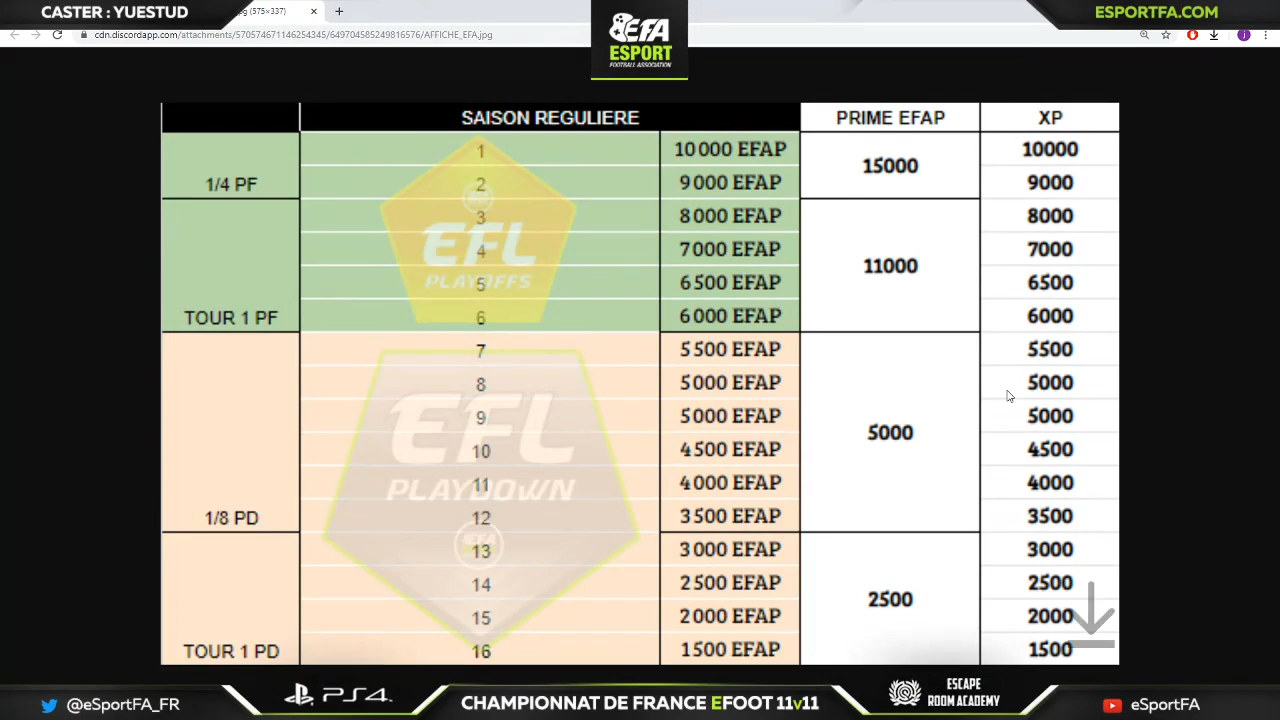 CASTER : YUESTUD
pg (575×337)
ESPORTFA.COM
cdn.discordapp.com/attachments/570574671146254345/649704585249816576/AFFICHE_EFA.jpg
EFA
ESPORT
FOOTBALL ASSOCIATION
SAISON REGULIERE PRIME EFAP XP
1 10 000 EFAP 15000 10000
1/4 PF 2 9 000 EFAP 9000
3 8 000 EFAP 8000
4 7 000 EFAP 11000 7000
5 6 500 EFAP 6500
TOUR 1 PF 6 6 000 EFAP 6000
EFL
PLAYOFFS
7 5 500 EFAP 5500
8 5 000 EFAP 5000
9 5 000 EFAP 5000 5000
10 4 500 EFAP 4500
11 4 000 EFAP 4000
1/8 PD 12 3 500 EFAP 3500
EFL
PLAYDOWN
13 3 000 EFAP 3000
14 2 500 EFAP 2500 2500
15 2 000 EFAP 2000
TOUR 1 PD 16 1 500 EFAP 1500
@eSportFA_FR
PS4
CHAMPIONNAT DE FRANCE EFOOT 11v11
ESCAPE
ROOM ACADEMY
eSportFA